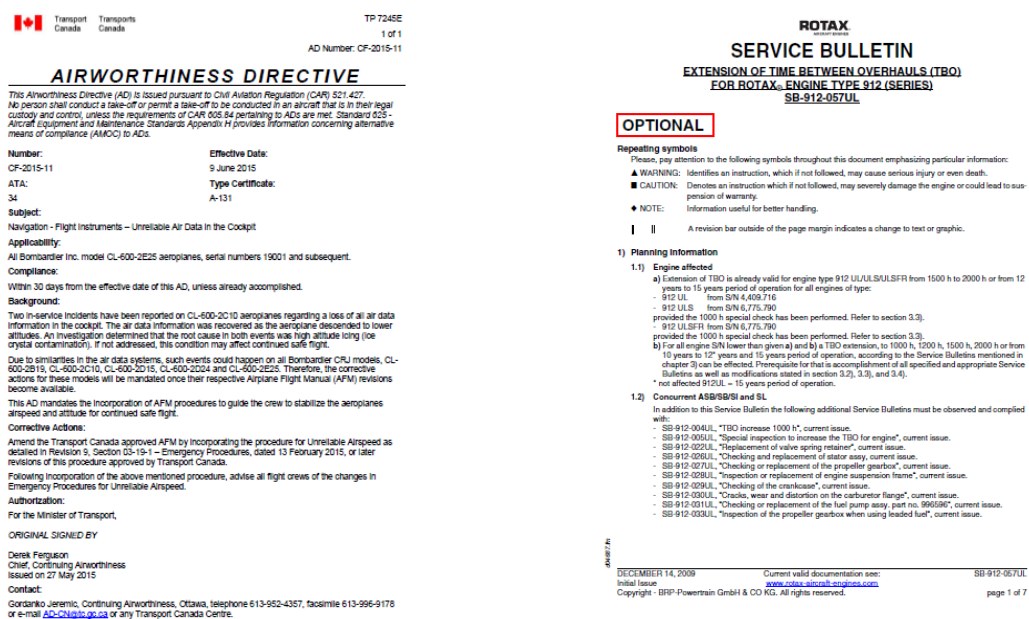 Transport Transports
Canada Canada
TP 7245E
1 of 1
AD Number: CF-2015-11
AIRWORTHINESS DIRECTIVE
This Airworthiness Directive (AD) is issued pursuant to Civil Aviation Regulation (CAR) 521.427.
No person shall conduct a take-off or permit a take-off to be conducted in an aircraft that is in their legal
custody and control, unless the requirements of CAR 605.84 pertaining to ADs are met. Standard 625 -
Aircraft Equipment and Maintenance Standards Appendix H provides information concerning alternative
means of compliance (AMOC) to ADs.
Number: Effective Date:
CF-2015-11 9 June 2015
ATA: Type Certificate:
34 A-131
Subject:
Navigation - Flight Instruments – Unreliable Air Data in the Cockpit
Applicability:
All Bombardier Inc. model CL-600-2E25 aeroplanes, serial numbers 19001 and subsequent.
Compliance:
Within 30 days from the effective date of this AD, unless already accomplished.
Background:
Two in-service incidents have been reported on CL-600-2C10 aeroplanes regarding a loss of all air data
information in the cockpit. The air data information was recovered as the aeroplane descended to lower
altitudes. An investigation determined that the root cause in both events was high altitude icing (ice
crystal contamination). If not addressed, this condition may affect continued safe flight.
Due to similarities in the air data systems, such events could happen on all Bombardier CRJ models, CL-
600-2B19, CL-600-2C10, CL-600-2D15, CL-600-2D24 and CL-600-2E25. Therefore, the corrective
actions for these models will be mandated once their respective Airplane Flight Manual (AFM) revisions
become available.
This AD mandates the incorporation of AFM procedures to guide the crew to stabilize the aeroplanes
airspeed and attitude for continued safe flight.
Corrective Actions:
Amend the Transport Canada approved AFM by incorporating the procedure for Unreliable Airspeed as
detailed in Revision 9, Section 03-19-1 – Emergency Procedures, dated 13 February 2015, or later
revisions of this procedure approved by Transport Canada.
Following incorporation of the above mentioned procedure, advise all flight crews of the changes in
Emergency Procedures for Unreliable Airspeed.
Authorization:
For the Minister of Transport,
ORIGINAL SIGNED BY
Derek Ferguson
Chief, Continuing Airworthiness
Issued on 27 May 2015
Contact:
Gordanko Jeremic, Continuing Airworthiness, Ottawa, telephone 613-952-4357, facsimile 613-996-9178
or e-mail AD-CN@tc.gc.ca or any Transport Canada Centre.
ROTAX
AIRCRAFT ENGINES
SERVICE BULLETIN
EXTENSION OF TIME BETWEEN OVERHAULS (TBO)
FOR ROTAX® ENGINE TYPE 912 (SERIES)
SB-912-057UL
OPTIONAL
Repeating symbols
Please, pay attention to the following symbols throughout this document emphasizing particular information:
▲ WARNING: Identifies an instruction, which if not followed, may cause serious injury or even death.
■ CAUTION: Denotes an instruction which if not followed, may severely damage the engine or could lead to sus-
pension of warranty.
◆ NOTE: Information useful for better handling.
A revision bar outside of the page margin indicates a change to text or graphic.
1) Planning information
1.1) Engine affected
a) Extension of TBO is already valid for engine type 912 UL/ULS/ULSFR from 1500 h to 2000 h or from 12
years to 15 years period of operation for all engines of type:
- 912 UL from S/N 4,409.716
- 912 ULS from S/N 6,775.790
provided the 1000 h special check has been performed. Refer to section 3.3).
- 912 ULSFR from S/N 6,775.790
provided the 1000 h special check has been performed. Refer to section 3.3).
b) For all engine S/N lower than given a) and b) a TBO extension, to 1000 h, 1200 h, 1500 h, 2000 h or from
10 years to 12* years and 15 years period of operation, according to the Service Bulletins mentioned in
chapter 3) can be effected. Prerequisite for that is accomplishment of all specified and appropriate Service
Bulletins as well as modifications stated in section 3.2), 3.3), and 3.4).
* not affected 912UL – 15 years period of operation.
1.2) Concurrent ASB/SB/SI and SL
In addition to this Service Bulletin the following additional Service Bulletins must be observed and complied
with:
- SB-912-004UL, "TBO increase 1000 h", current issue.
- SB-912-005UL, "Special inspection to increase the TBO for engine", current issue.
- SB-912-022UL, "Replacement of valve spring retainer", current issue.
- SB-912-026UL, "Checking and replacement of stator assy, current issue.
- SB-912-027UL, "Checking or replacement of the propeller gearbox", current issue.
- SB-912-028UL, "Inspection or replacement of engine suspension frame", current issue.
- SB-912-029UL, "Checking of the crankcase", current issue.
- SB-912-030UL, "Cracks, wear and distortion on the carburetor flange", current issue.
- SB-912-031UL, "Checking or replacement of the fuel pump assy. part no. 996596", current issue.
- SB-912-033UL, "Inspection of the propeller gearbox when using leaded fuel", current issue.
DECEMBER 14, 2009 Current valid documentation see: SB-912-057UL
Initial Issue www.rotax-aircraft-engines.com
Copyright - BRP-Powertrain GmbH & CO KG. All rights reserved. page 1 of 7